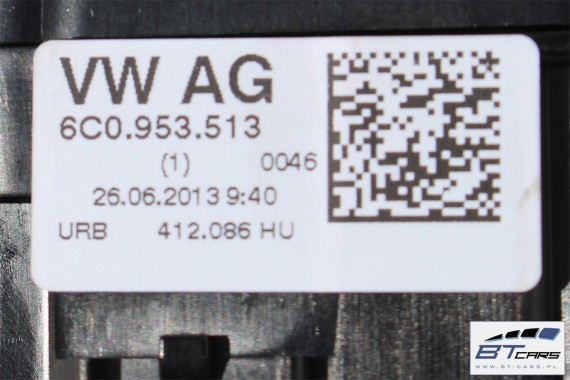 VW AG
6C0.953.513
(1) 0046
26.06.2013 9:40
URB 412.086 HU
BTCARS
WWW.BT-CARS.PL